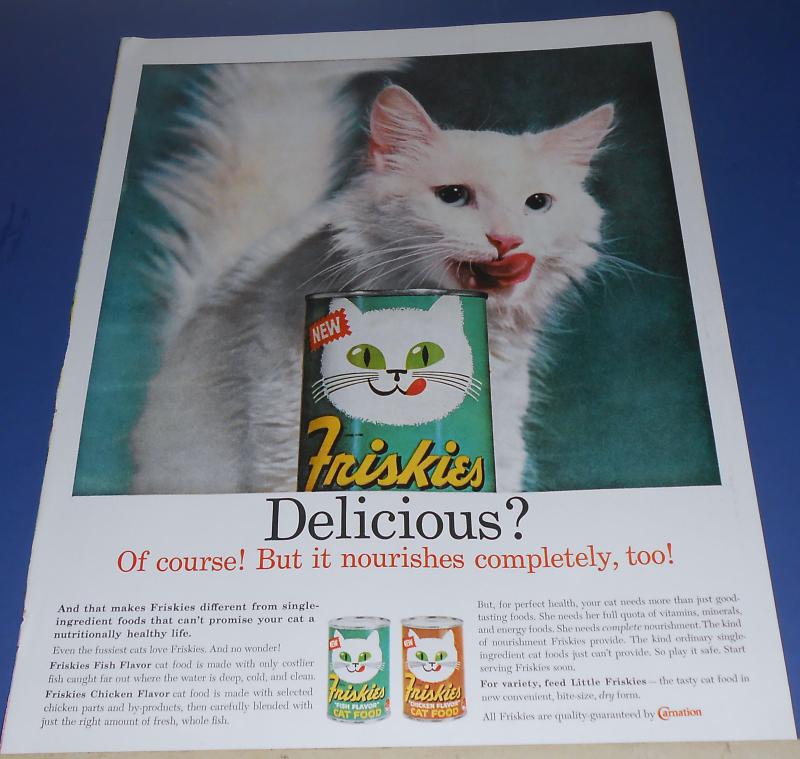 NEW
Friskies
Delicious?
Of course! But it nourishes completely, too!
And that makes Friskies different from single-
ingredient foods that can't promise your cat a
nutritionally healthy life.
Even the fussiest cats love Friskies. And no wonder!
Friskies Fish Flavor cat food is made with only costlier
fish caught far out where the water is deep, cold, and clean.
Friskies Chicken Flavor cat food is made with selected
chicken parts and by-products, then carefully blended with
just the right amount of fresh, whole fish.
NEW
Friskies
"FISH FLAVOR"
CAT FOOD
NEW
Friskies
"CHICKEN FLAVOR"
CAT FOOD
But, for perfect health, your cat needs more than just good-
tasting foods. She needs her full quota of vitamins, minerals,
and energy foods. She needs complete nourishment. The kind
of nourishment Friskies provide. The kind ordinary single-
ingredient cat foods just can't provide. So play it safe. Start
serving Friskies soon.
For variety, feed Little Friskies — the tasty cat food in
new convenient, bite-size, dry form.
All Friskies are quality-guaranteed by Carnation